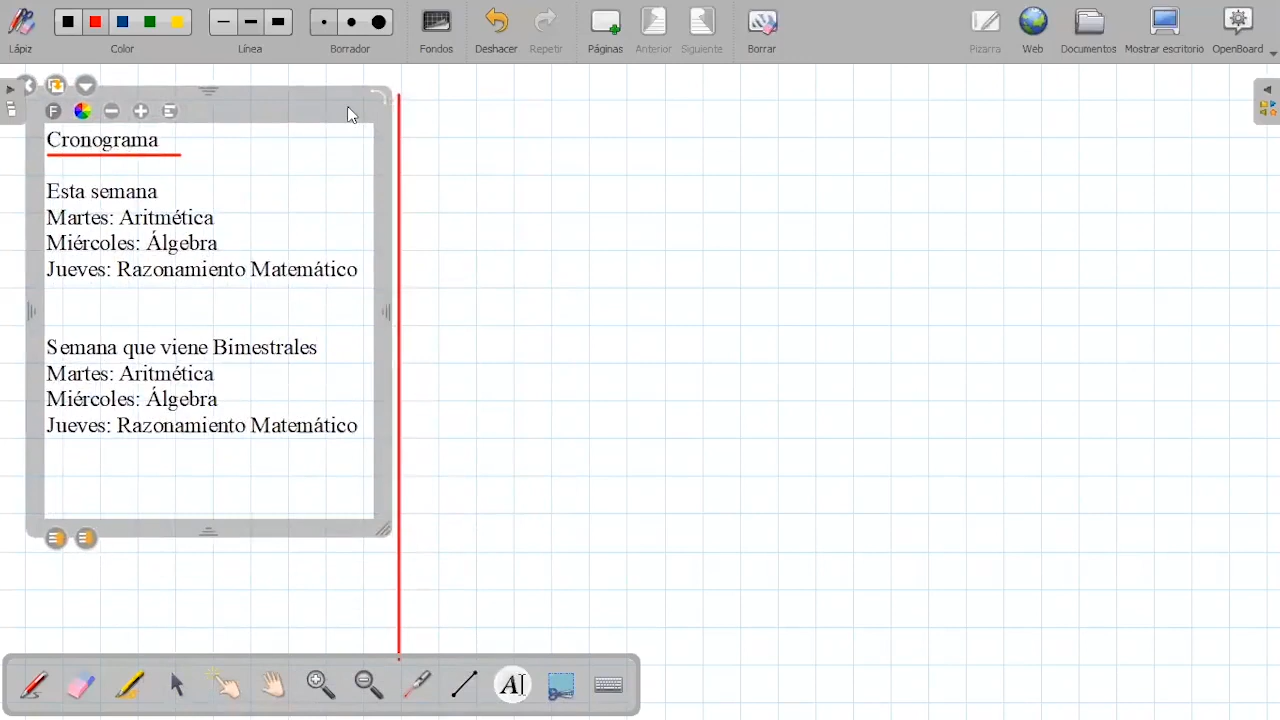 Lápiz
Color
Línea
Borrador
Fondos
Deshacer
Repetir
Páginas
Anterior
Siguiente
Borrar
Pizarra
Web
Documentos
Mostrar escritorio
OpenBoard
F
Cronograma
Esta semana
Martes: Aritmética
Miércoles: Álgebra
Jueves: Razonamiento Matemático
Semana que viene Bimestrales
Martes: Aritmética
Miércoles: Álgebra
Jueves: Razonamiento Matemático
A